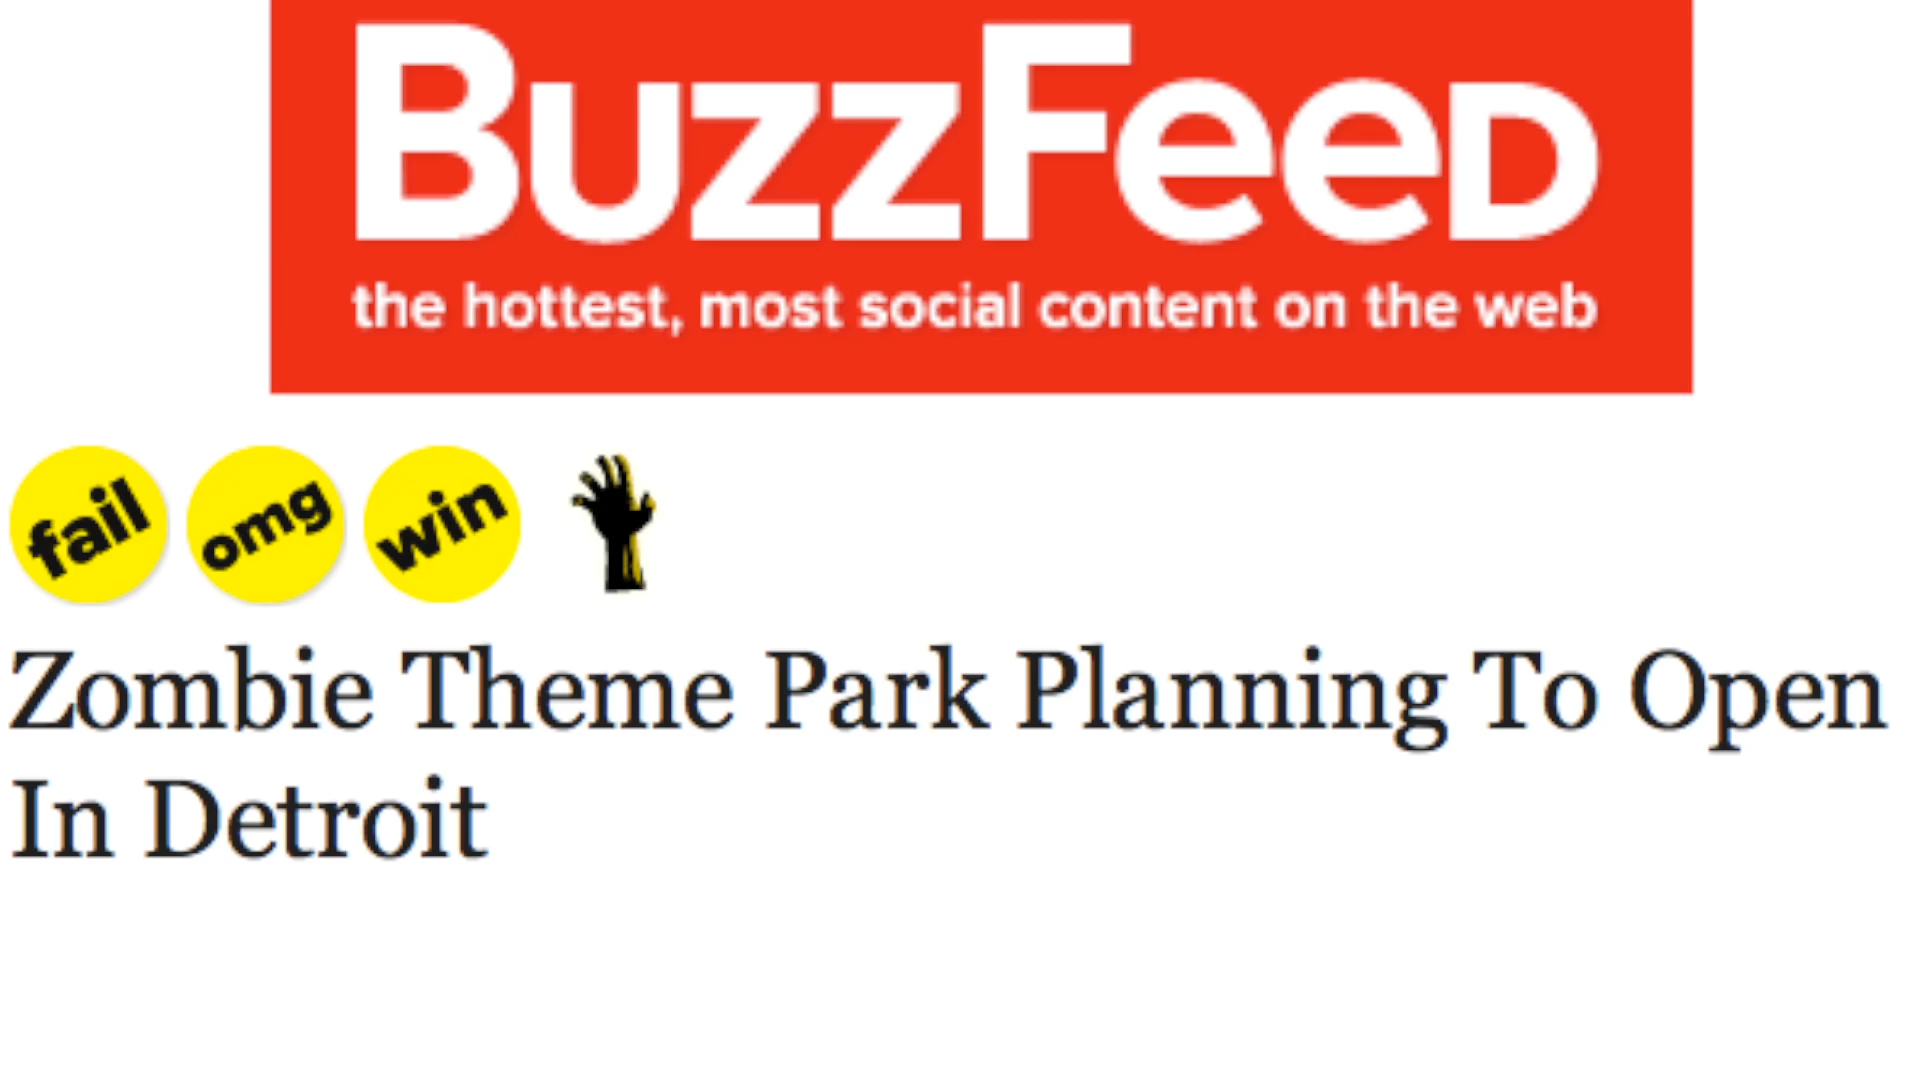 BuzzFeed
the hottest, most social content on the web
fail omg win
Zombie Theme Park Planning To Open
In Detroit